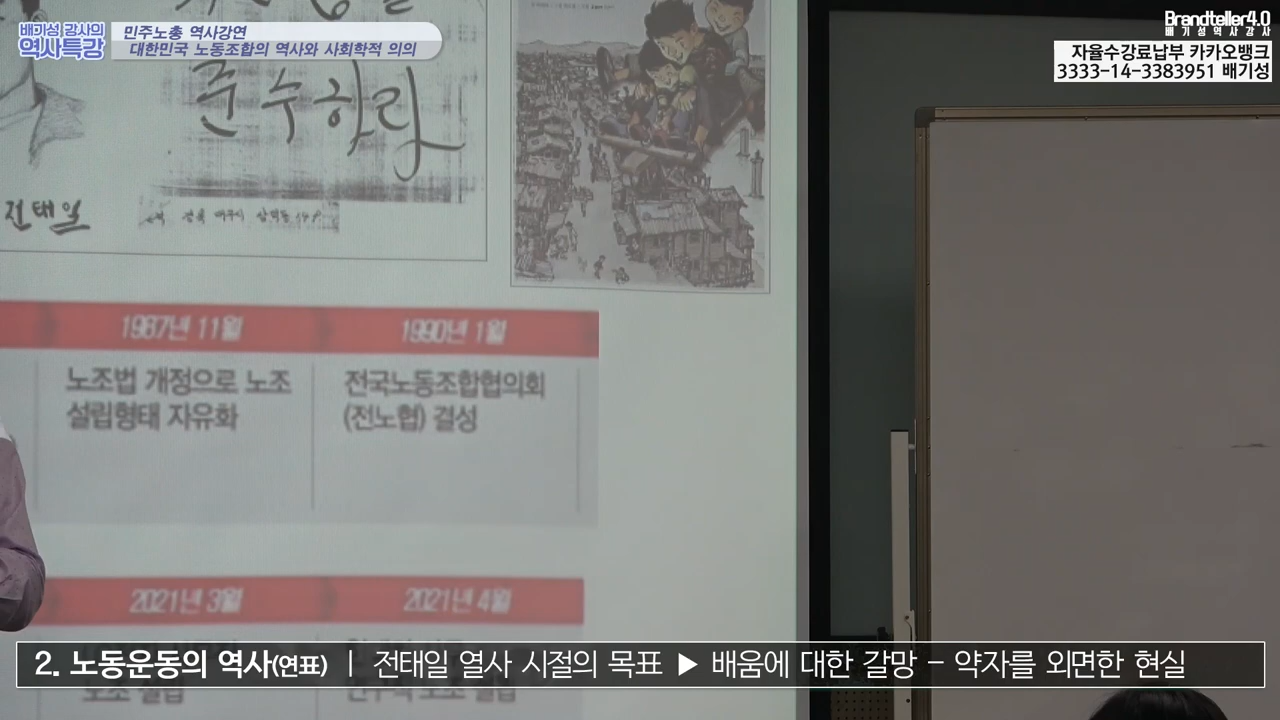 배기성 강사의
역사특강
민주노총 역사강연
대한민국 노동조합의 역사와 사회학적 의의
Brandteller4.0
배기성역사강사
자율수강료납부 카카오뱅크
3333-14-3383951 배기성
준수하라
전태일
1987년 11월
1990년 1월
노조법 개정으로 노조
설립형태 자유화
전국노동조합협의회
(전노협) 결성
2021년 3월
2021년 4월
2. 노동운동의 역사(연표) | 전태일 열사 시절의 목표 ▶ 배움에 대한 갈망 - 약자를 외면한 현실